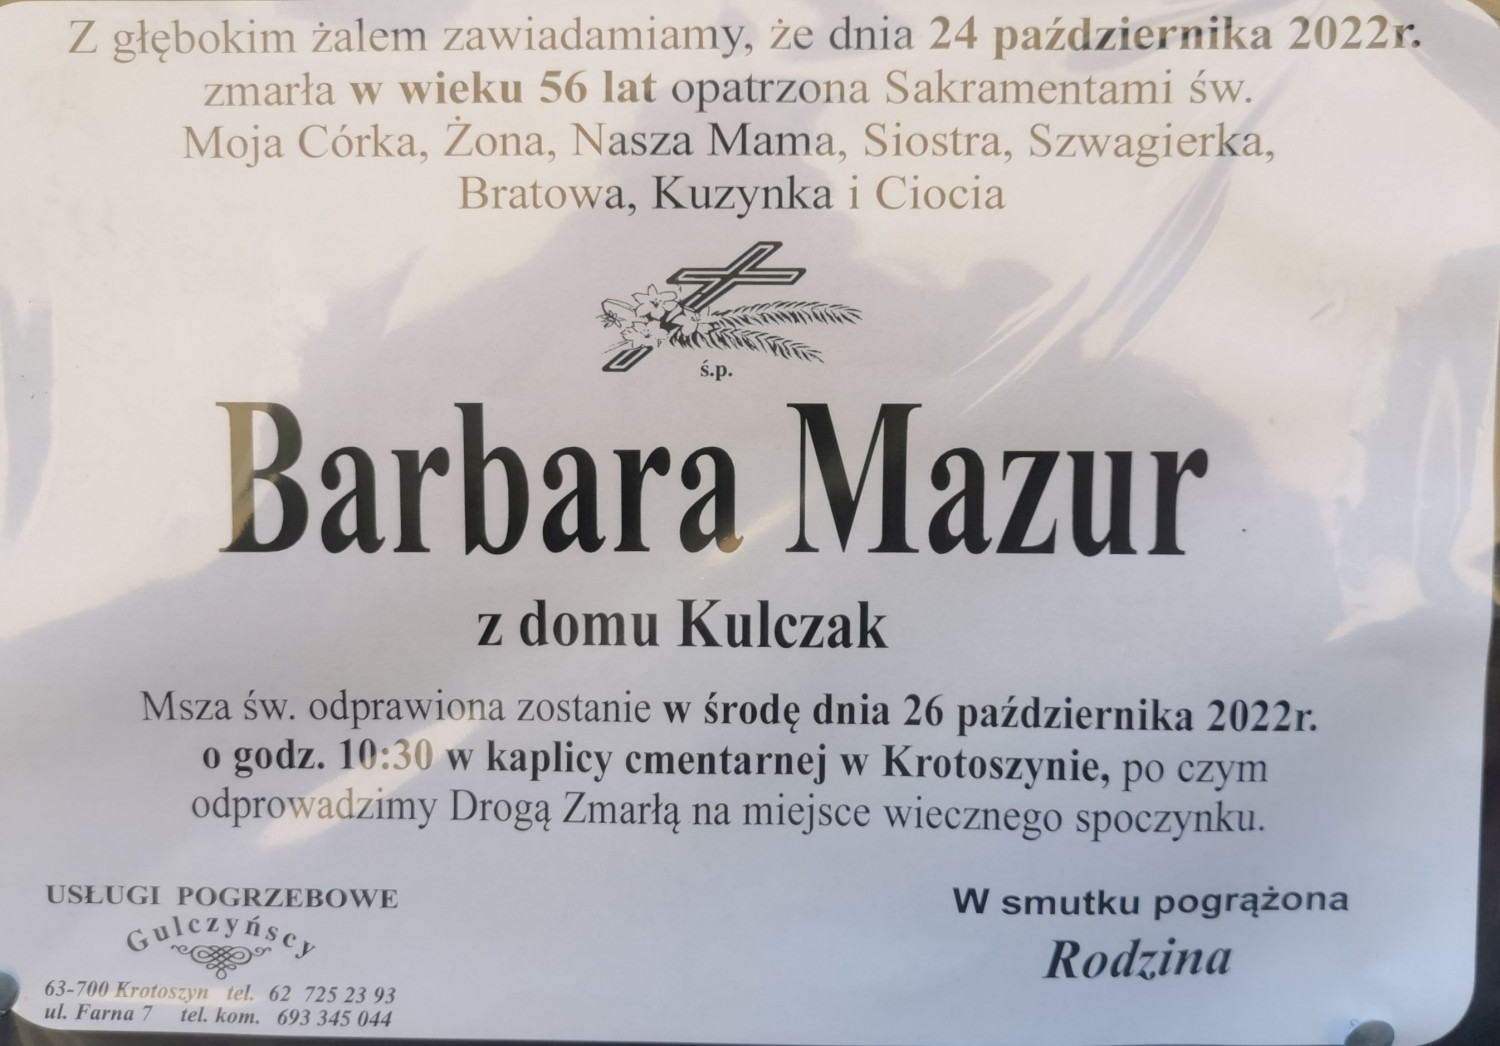 Z głębokim żalem zawiadamiamy, że dnia 24 października 2022r.
zmarła w wieku 56 lat opatrzona Sakramentami św.
Moja Córka, Żona, Nasza Mama, Siostra, Szwagierka,
Bratowa, Kuzynka i Ciocia
ś.p.
Barbara Mazur
z domu Kulczak
Msza św. odprawiona zostanie w środę dnia 26 października 2022r.
o godz. 10:30 w kaplicy cmentarnej w Krotoszynie, po czym
odprowadzimy Drogą Zmarłą na miejsce wiecznego spoczynku.
USŁUGI POGRZEBOWE
Gulczyńscy
63-700 Krotoszyn tel. 62 725 23 93
ul. Farna 7 tel. kom. 693 345 044
W smutku pogrążona
Rodzina